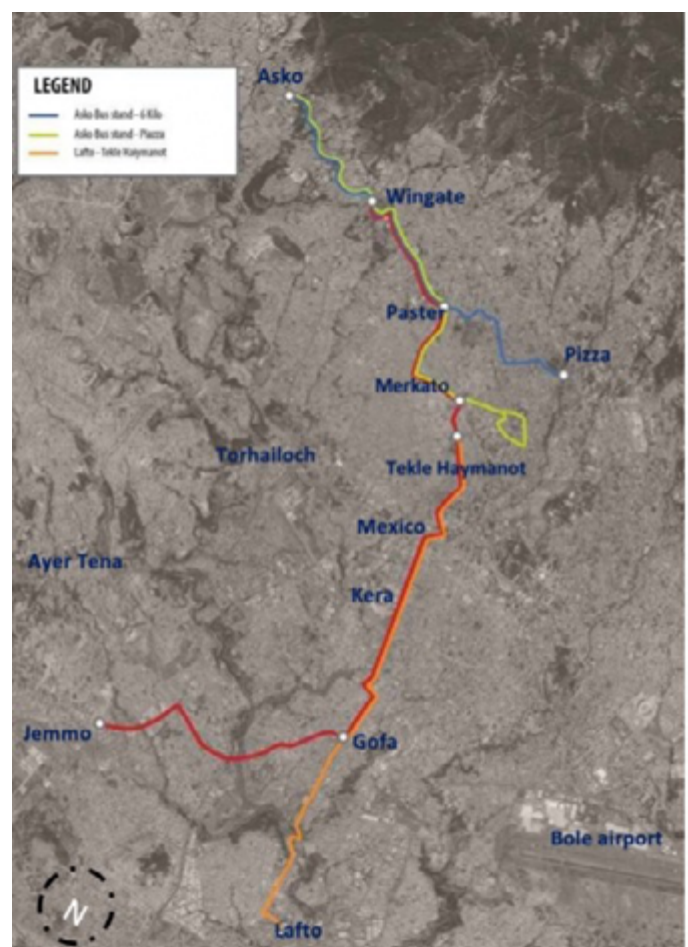 Asko
LEGEND
Asko Bus stand - 6 Kilo
Asko Bus stand - Piazza
Lafto - Tekle Haymanot
Wingate
Paster
Pizza
Merkato
Torhailoch
Tekle Haymanot
Mexico
Ayer Tena
Kera
Jemmo
Gofa
Bole airport
N
Lafto